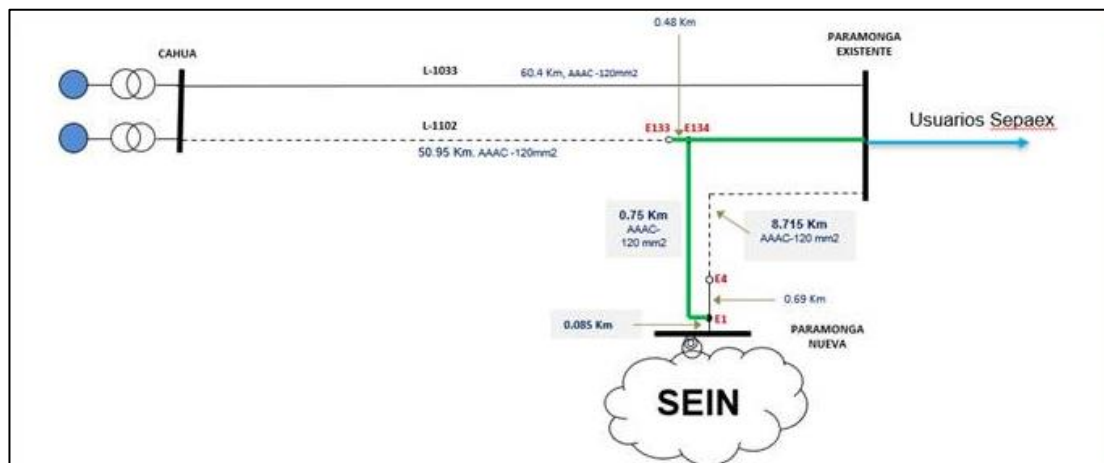 0.48 Km
CAHUA
PARAMONGA
EXISTENTE
L-1033
60.4 Km, AAAC -120mm2
L-1102
50.95 Km. AAAC -120mm2
E133
E134
Usuarios Sepaex
0.75 Km
AAAC-
120 mm2
8.715 Km
AAAC-120 mm2
E4
0.69 Km
E1
0.085 Km
PARAMONGA
NUEVA
SEIN